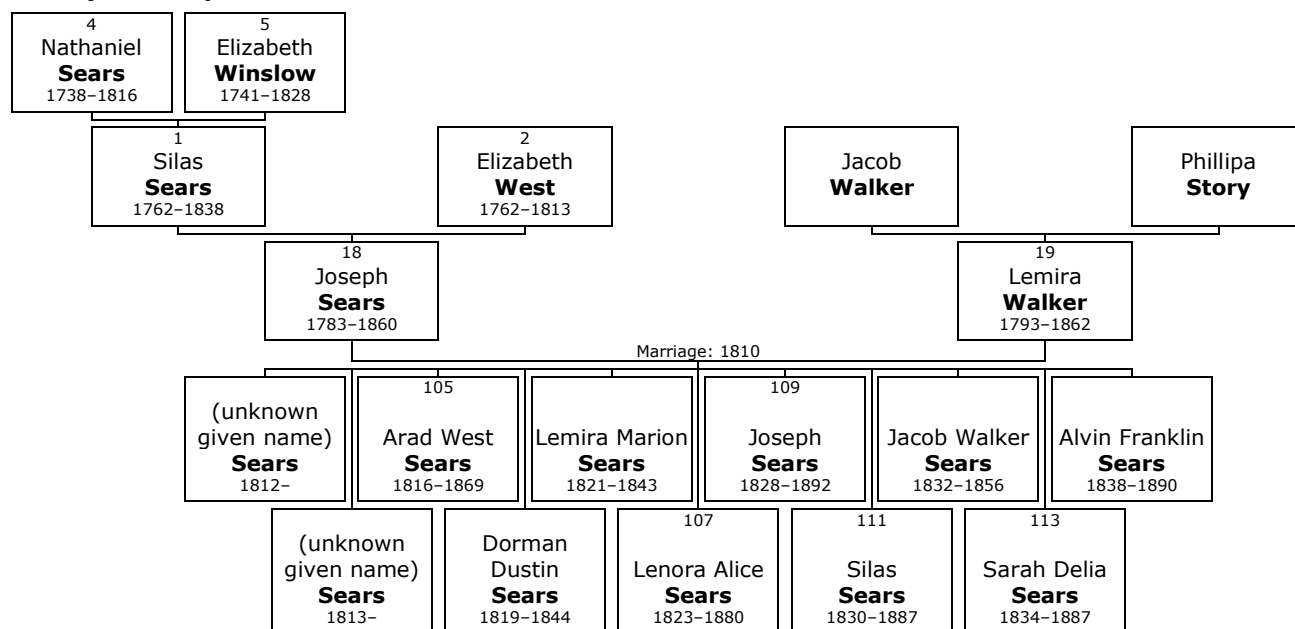 4
Nathaniel
Sears
1738–1816
5
Elizabeth
Winslow
1741–1828
1
Silas
Sears
1762–1838
2
Elizabeth
West
1762–1813
Jacob
Walker
Phillipa
Story
18
Joseph
Sears
1783–1860
19
Lemira
Walker
1793–1862
Marriage: 1810
(unknown
given name)
Sears
1812–
105
Arad West
Sears
1816–1869
Lemira Marion
Sears
1821–1843
109
Joseph
Sears
1828–1892
Jacob Walker
Sears
1832–1856
Alvin Franklin
Sears
1838–1890
(unknown
given name)
Sears
1813–
Dorman
Dustin
Sears
1819–1844
107
Lenora Alice
Sears
1823–1880
111
Silas
Sears
1830–1887
113
Sarah Delia
Sears
1834–1887